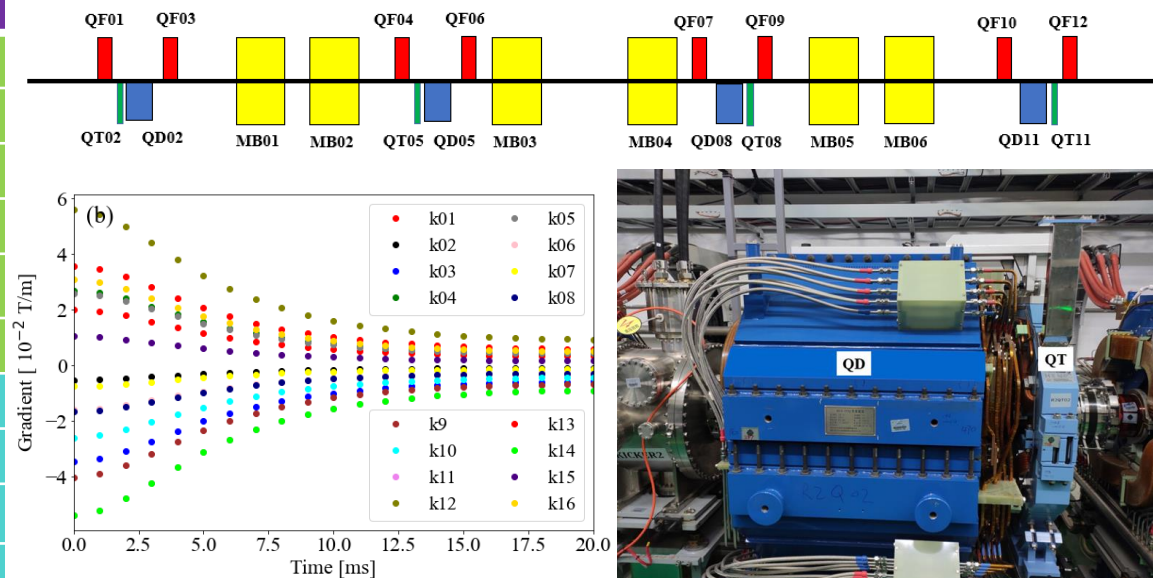 QF01 QF03 QF04 QF06 QF07 QF09 QF10 QF12
QT02 QD02 MB01 MB02 QT05 QD05 MB03 MB04 QD08 QT08 MB05 MB06 QD11 QT11
(b)
Gradient [ 10⁻² T/m]
6
4
2
0
−2
−4
k01 k05
k02 k06
k03 k07
k04 k08
k9 k13
k10 k14
k11 k15
k12 k16
0.0 2.5 5.0 7.5 10.0 12.5 15.0 17.5 20.0
Time [ms]
QD
QT
KICKER2
R2 Q 02